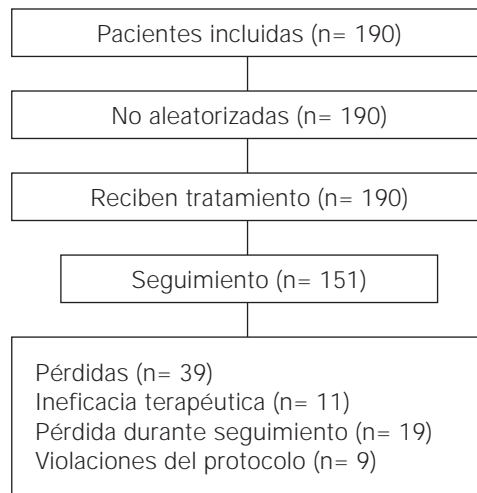 Pacientes incluidas (n= 190)
No aleatorizadas (n= 190)
Reciben tratamiento (n= 190)
Seguimiento (n= 151)
Pérdidas (n= 39)
Ineficacia terapéutica (n= 11)
Pérdida durante seguimiento (n= 19)
Violaciones del protocolo (n= 9)